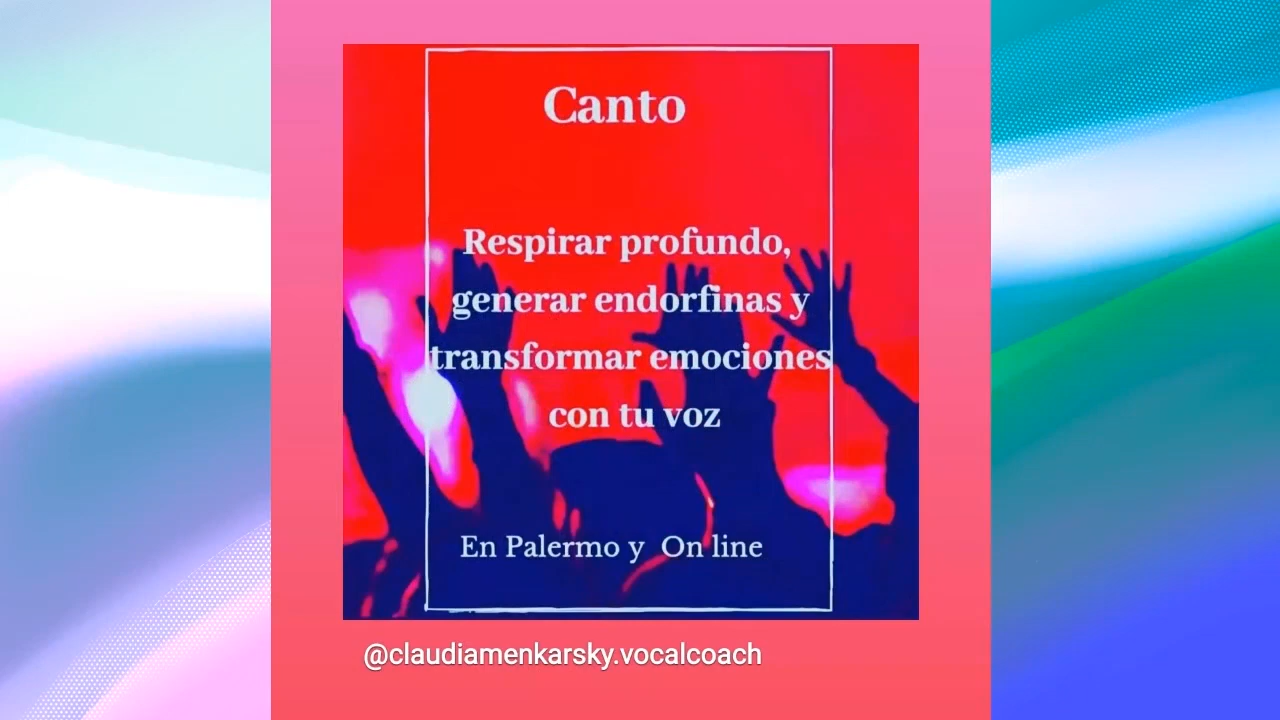 Canto
Respirar profundo,
generar endorfinas y
transformar emociones
con tu voz
En Palermo y On line
@claudiamenkarsky.vocalcoach